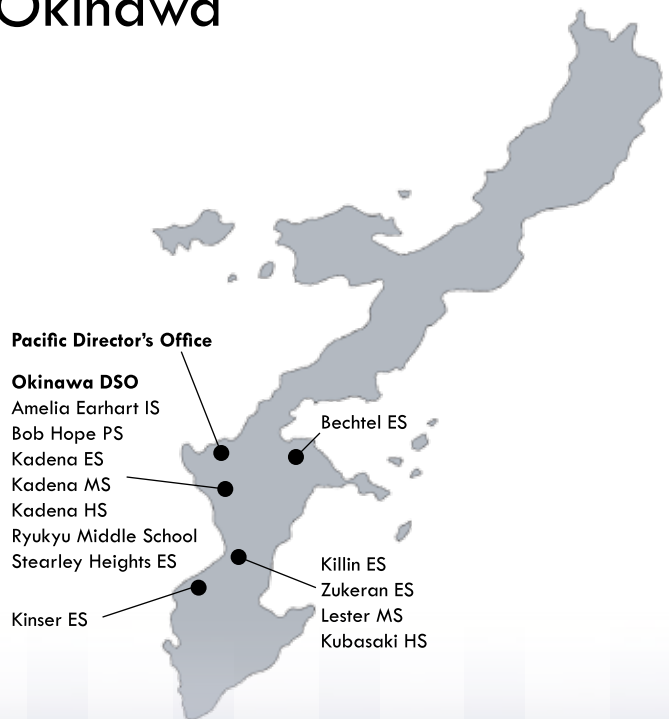 Okinawa
Pacific Director's Office
Okinawa DSO
Amelia Earhart IS
Bob Hope PS
Kadena ES
Kadena MS
Kadena HS
Ryukyu Middle School
Stearley Heights ES
Kinser ES
Bechtel ES
Killin ES
Zukeran ES
Lester MS
Kubasaki HS